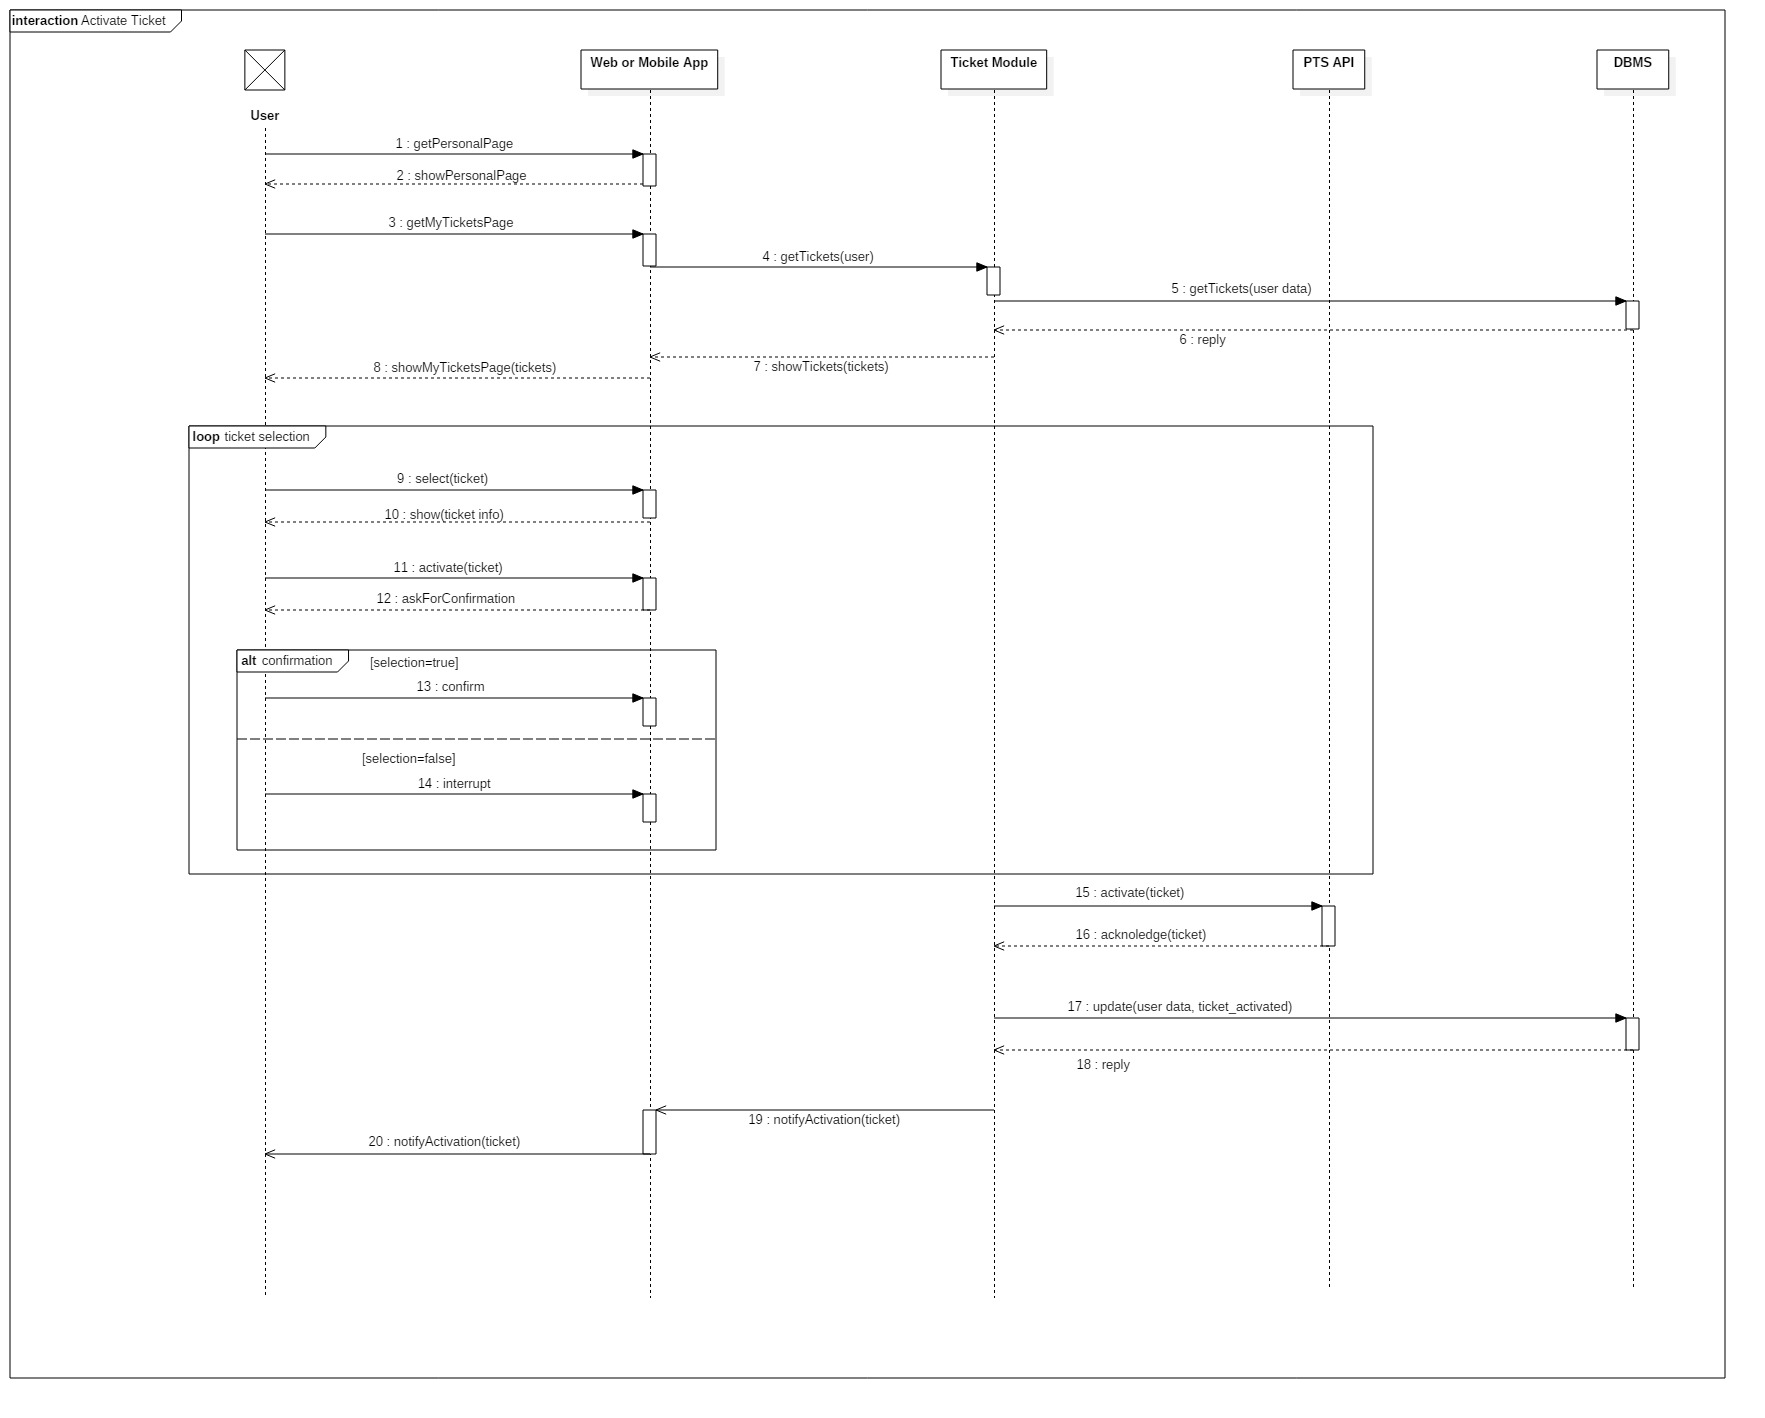 interaction Activate Ticket
User
Web or Mobile App
Ticket Module
PTS API
DBMS
1 : getPersonalPage
2 : showPersonalPage
3 : getMyTicketsPage
4 : getTickets(user)
5 : getTickets(user data)
6 : reply
7 : showTickets(tickets)
8 : showMyTicketsPage(tickets)
loop ticket selection
9 : select(ticket)
10 : show(ticket info)
11 : activate(ticket)
12 : askForConfirmation
alt confirmation
[selection=true]
13 : confirm
[selection=false]
14 : interrupt
15 : activate(ticket)
16 : acknoledge(ticket)
17 : update(user data, ticket_activated)
18 : reply
19 : notifyActivation(ticket)
20 : notifyActivation(ticket)